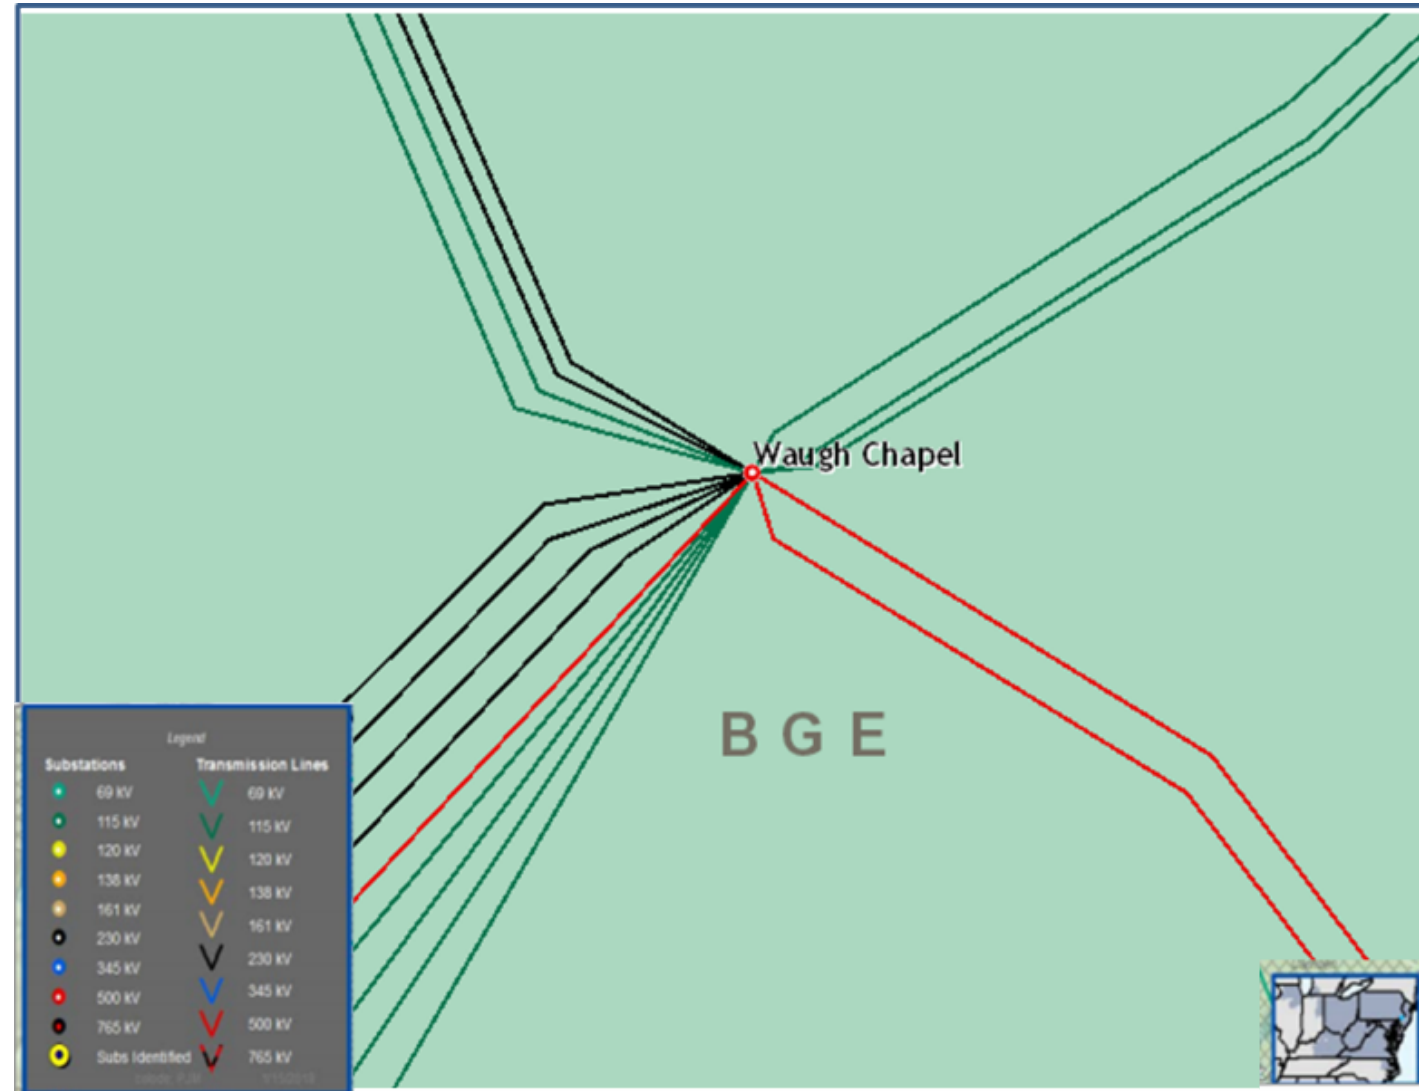 Waugh Chapel
B G E
Legend
Substations Transmission Lines
69 kV 69 kV
115 kV 115 kV
120 kV 120 kV
138 kV 138 kV
161 kV 161 kV
230 kV 230 kV
345 kV 345 kV
500 kV 500 kV
765 kV 765 kV
Subs Identified